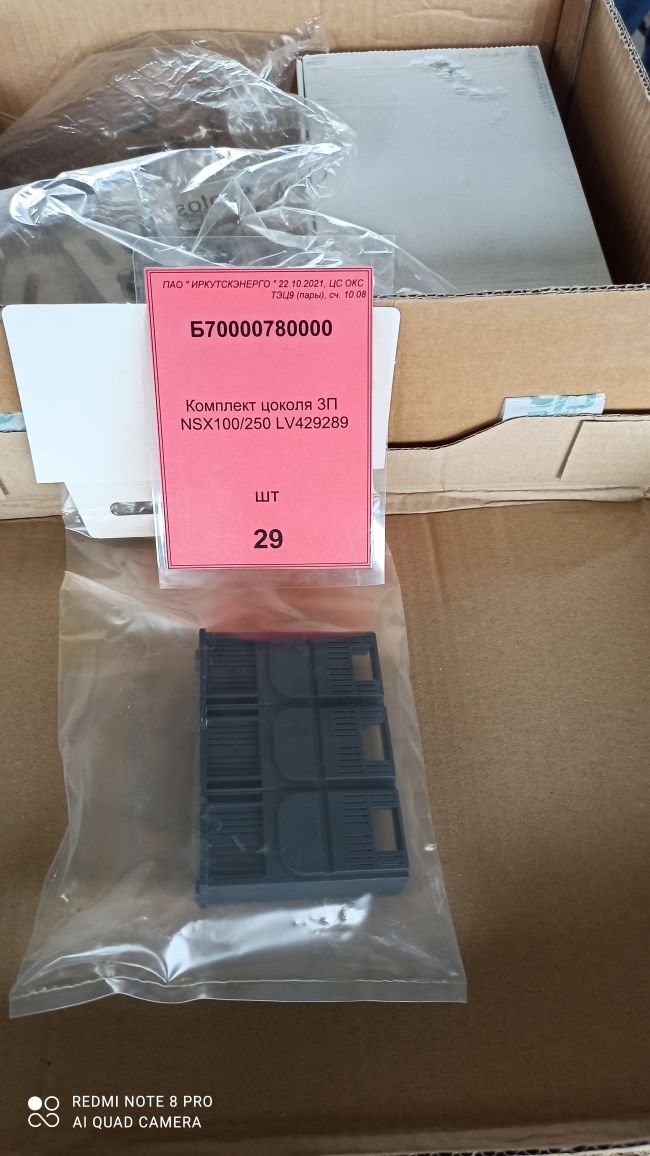 ПАО " ИРКУТСКЭНЕРГО " 22.10.2021, ЦС ОКС
ТЭЦ9 (пары), сч. 10.08
Б70000780000
Комплект цоколя 3П
NSX100/250 LV429289
шт
29
REDMI NOTE 8 PRO
AI QUAD CAMERA